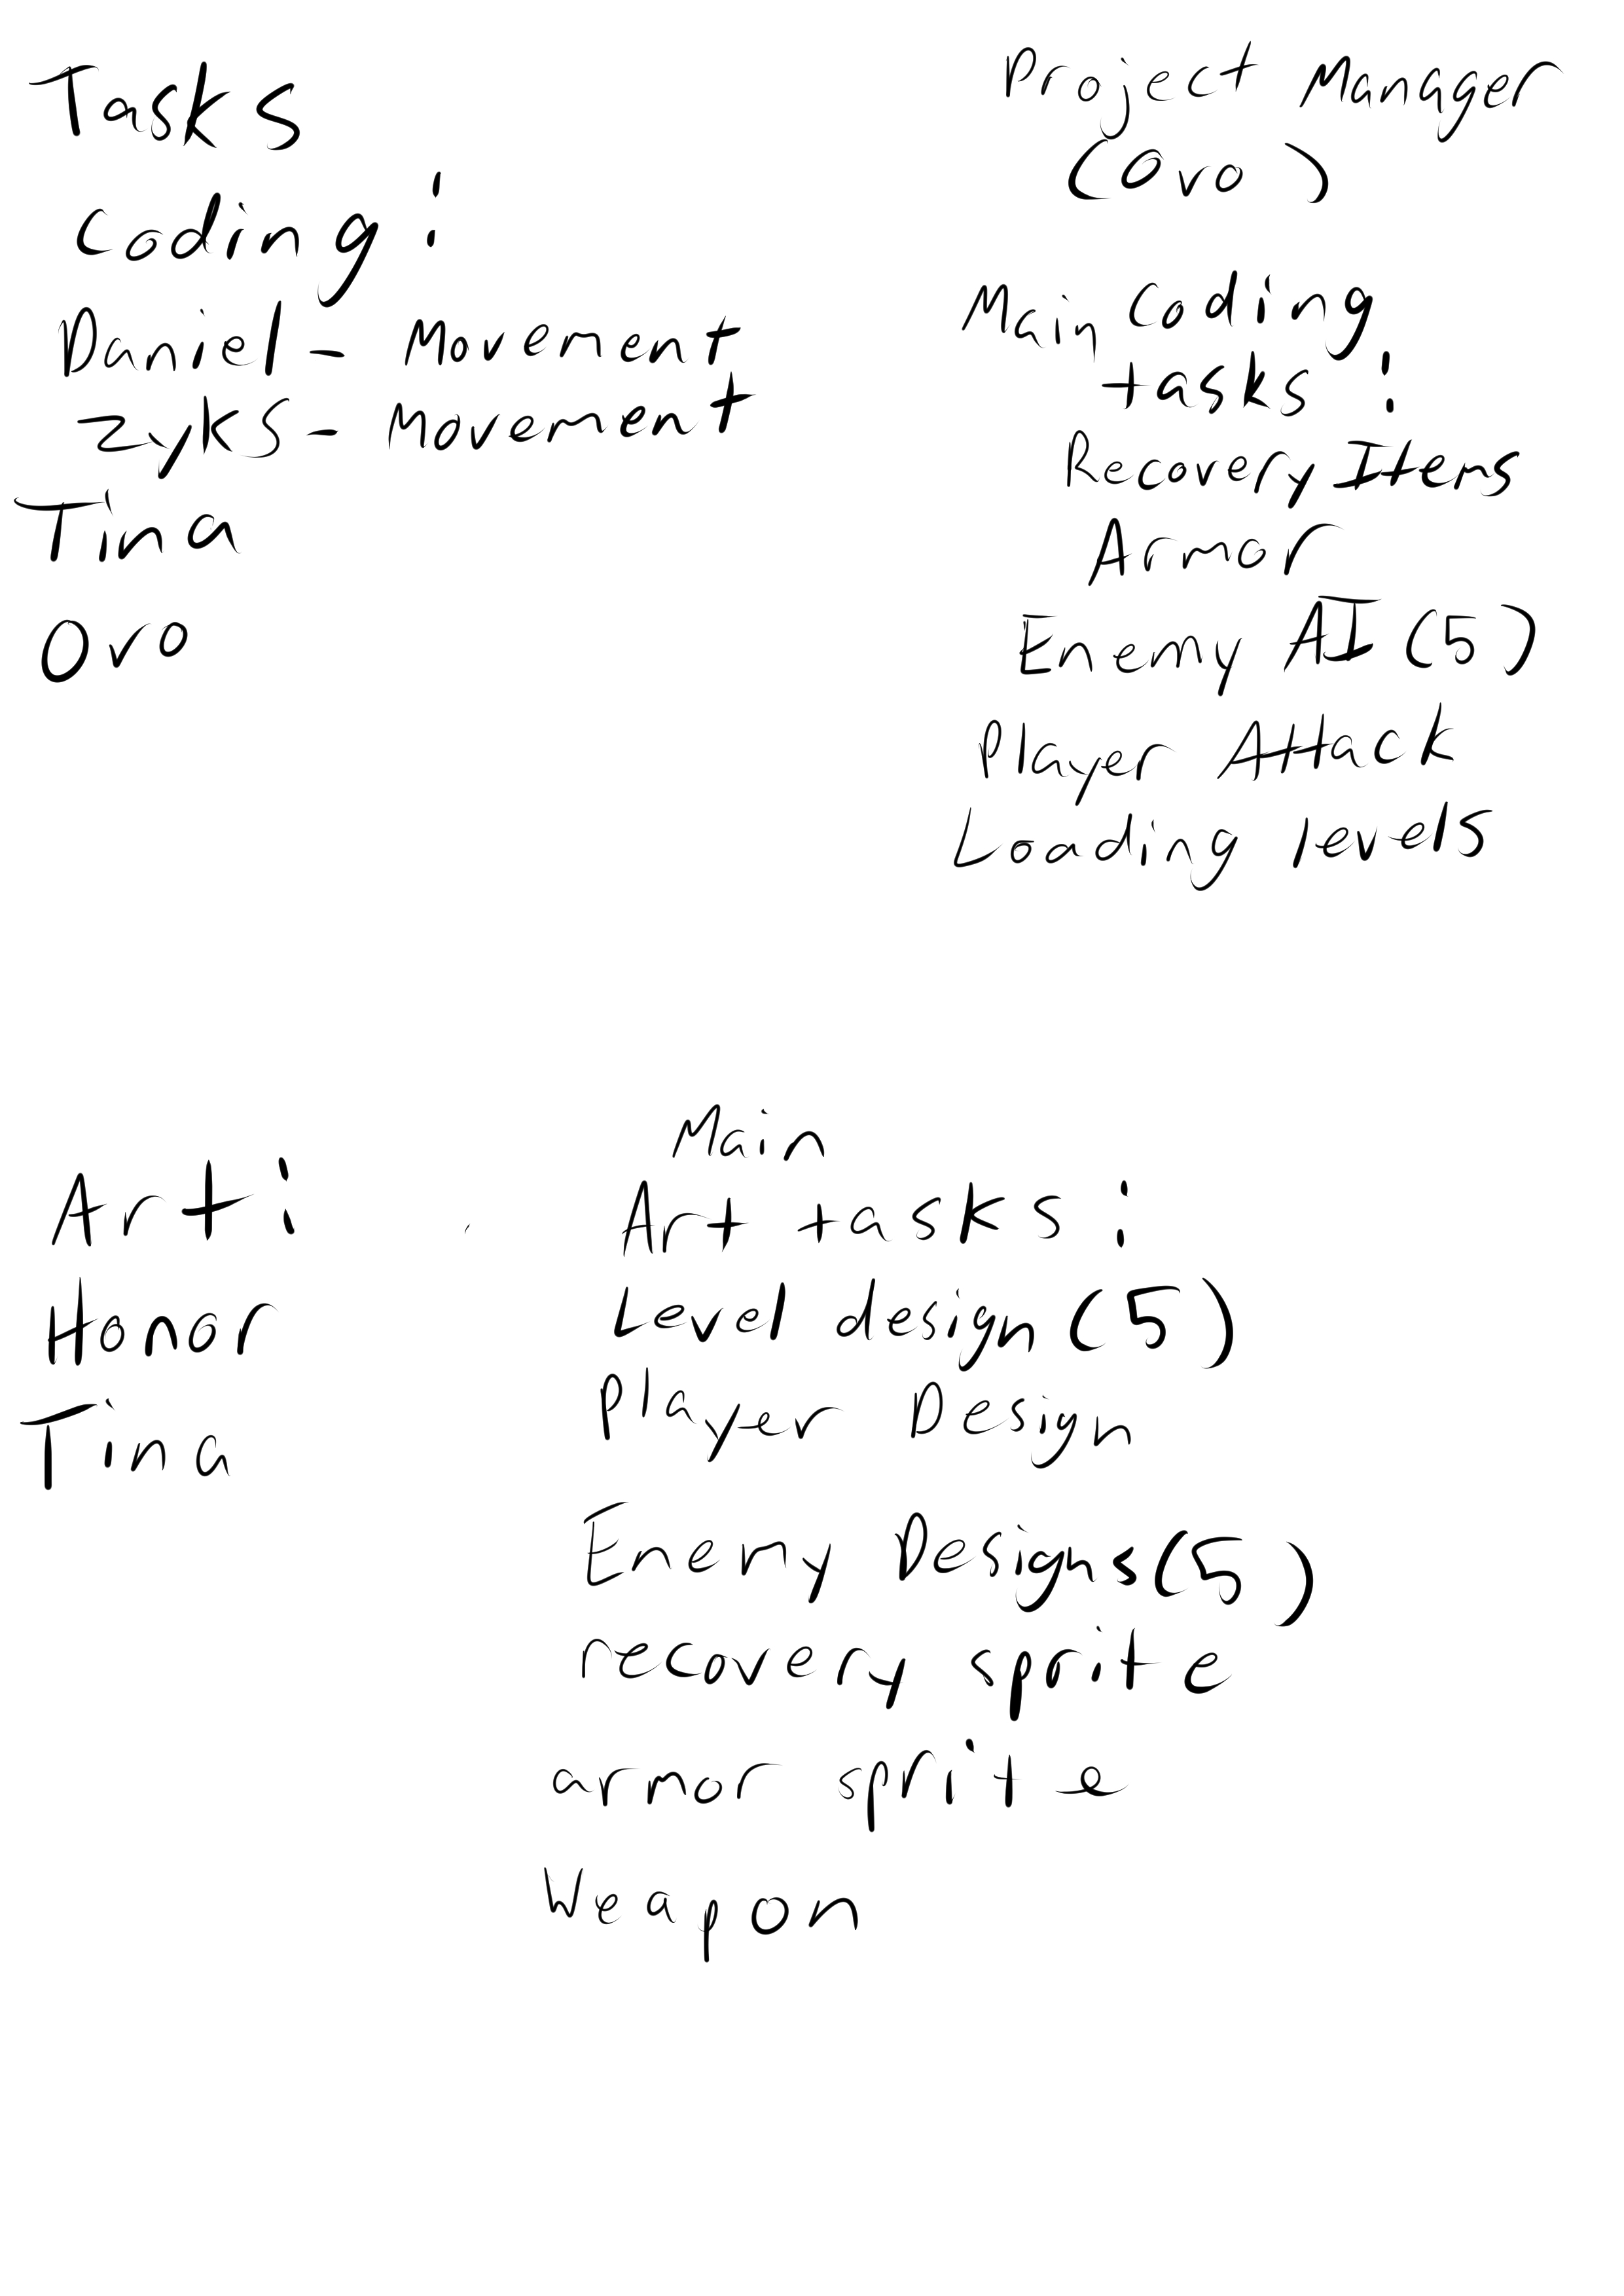 Tasks
Coding:
Daniel - Movement
Zyks - Movement
Tina
Oro
Project Manager
(Oro)
Main Coding
tasks:
Recovery Items
Armor
Enemy AI (5)
Player Attack
Loading levels
Art:
Honor
Tina
Main
Art tasks:
Level design (5)
Player Design
Enemy Designs (5)
recovery sprite
armor sprite
Weapon